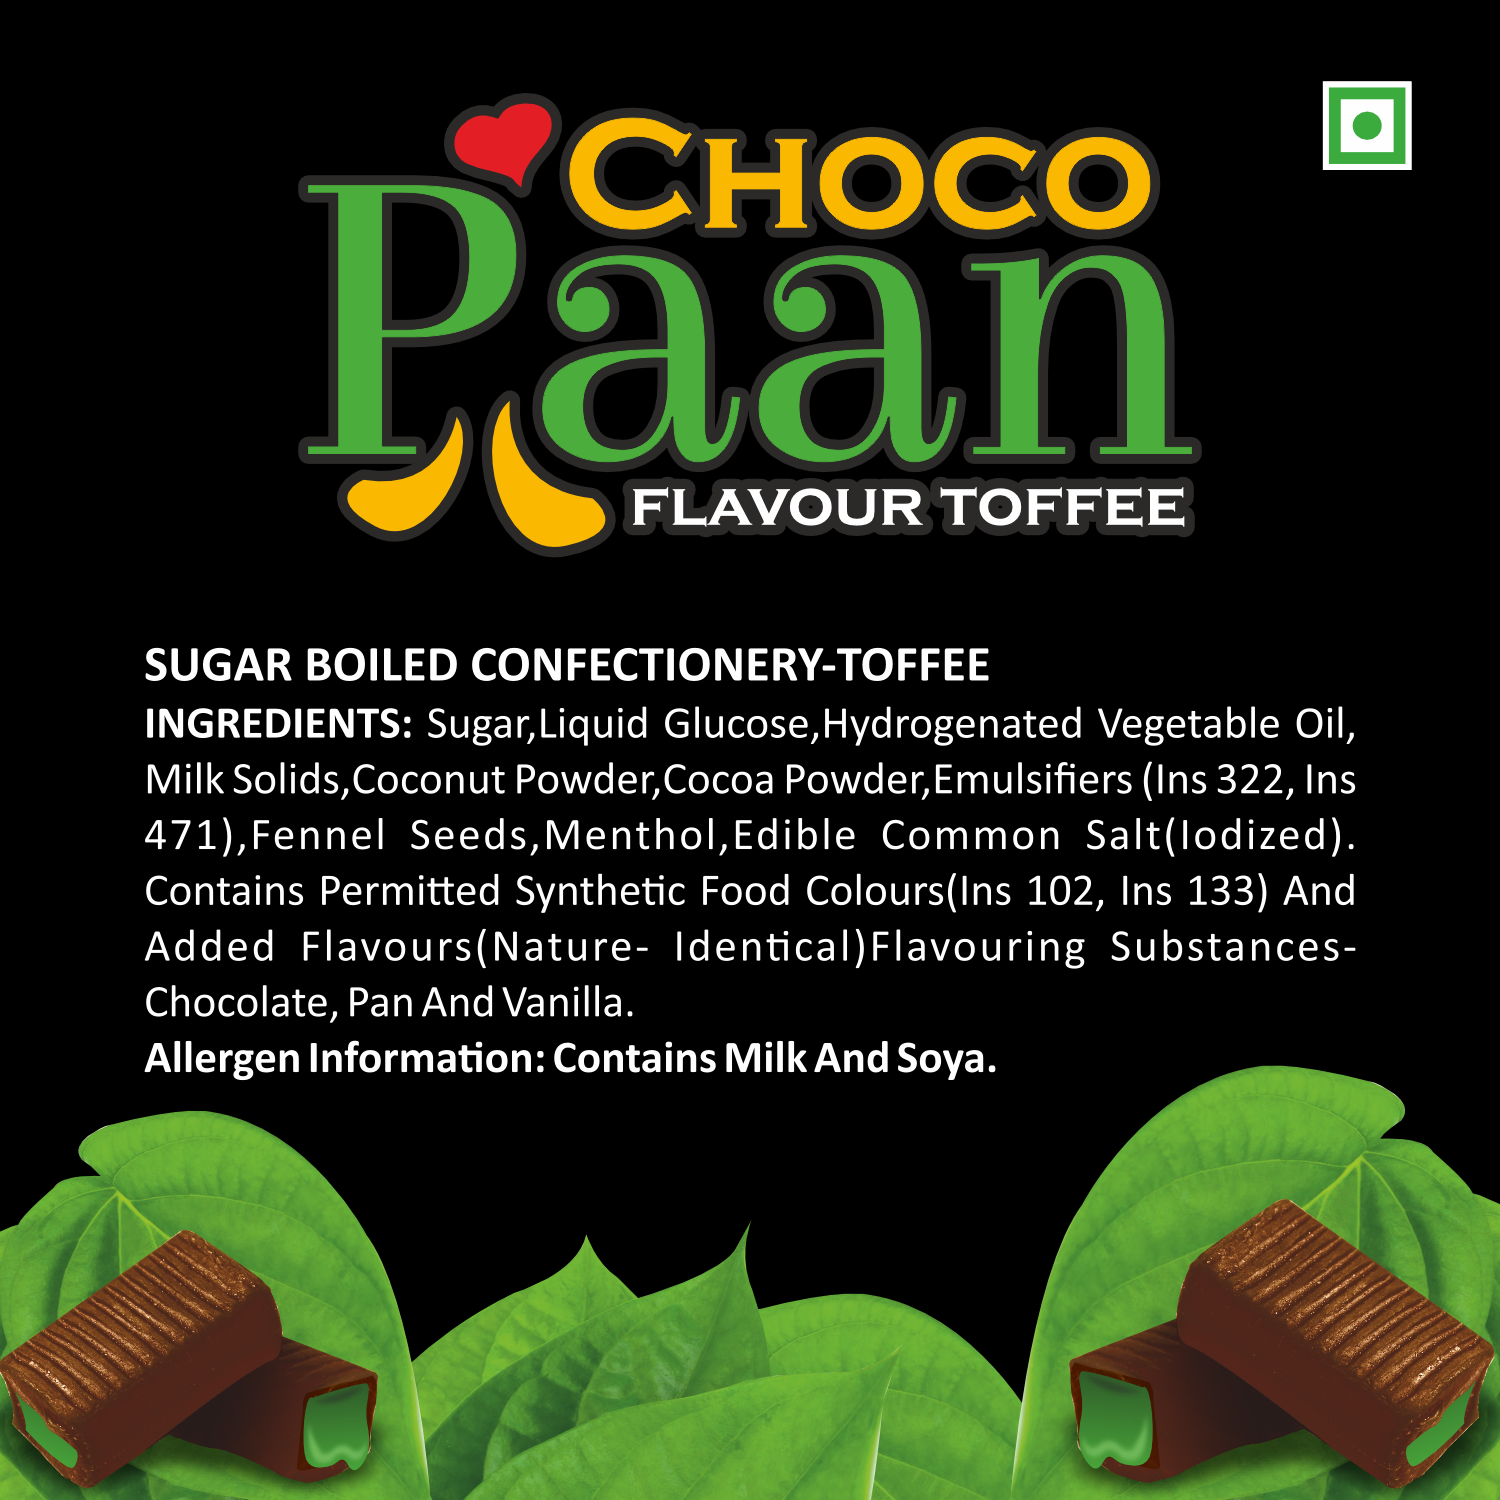 CHOCO
Paan
FLAVOUR TOFFEE
SUGAR BOILED CONFECTIONERY-TOFFEE
INGREDIENTS: Sugar,Liquid Glucose,Hydrogenated Vegetable Oil,
Milk Solids,Coconut Powder,Cocoa Powder,Emulsifiers (Ins 322, Ins
471),Fennel Seeds,Menthol,Edible Common Salt(Iodized).
Contains Permitted Synthetic Food Colours(Ins 102, Ins 133) And
Added Flavours(Nature- Identical)Flavouring Substances-
Chocolate, Pan And Vanilla.
Allergen Information: Contains Milk And Soya.